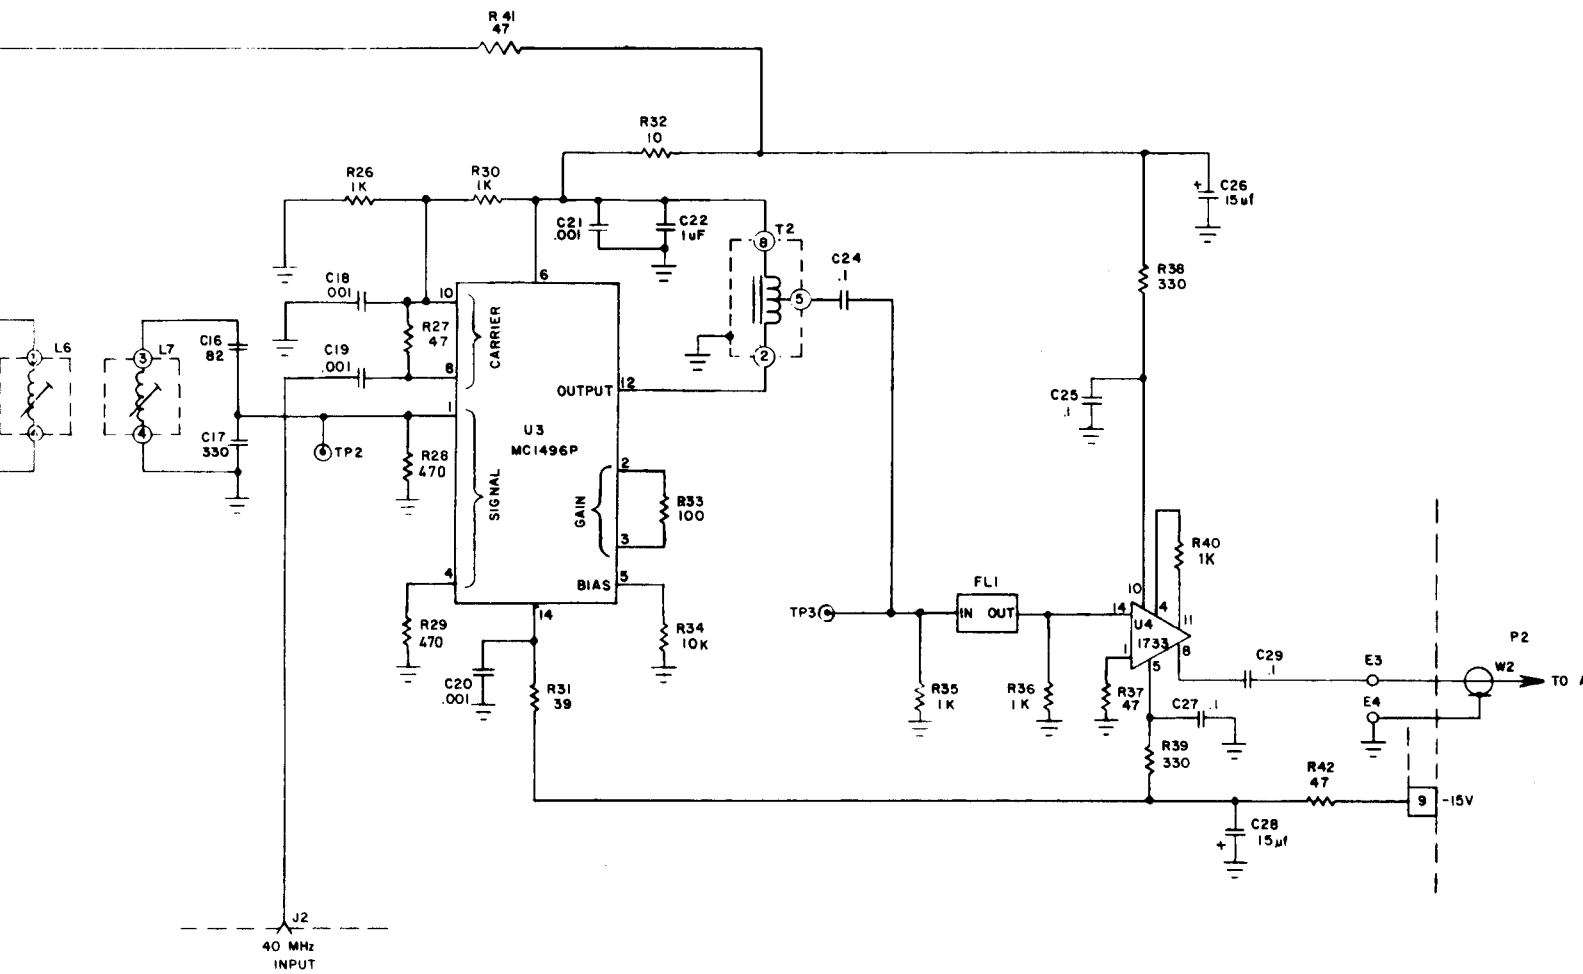 R41
47
R32
10
R26
1K
R30
1K
C21
.001
C22
1uF
T2
8
5
2
C24
.1
+
C26
15uf
R38
330
C25
.1
C18
.001
C19
.001
R27
47
10
6
8
1
CARRIER
OUTPUT
12
U3
MC1496P
SIGNAL
GAIN
2
3
R33
100
4
BIAS
5
14
L6
L7
3
4
C16
82
C17
330
TP2
R28
470
R29
470
C20
.001
R31
39
R34
10K
TP3
FL1
IN OUT
R35
1K
R36
1K
R37
47
10
4
14
U4
1733
11
1
8
5
R40
1K
C29
.1
C27
.1
R39
330
E3
E4
P2
W2
TO
R42
47
9
-15V
C28
15µf
+
J2
40 MHz
INPUT